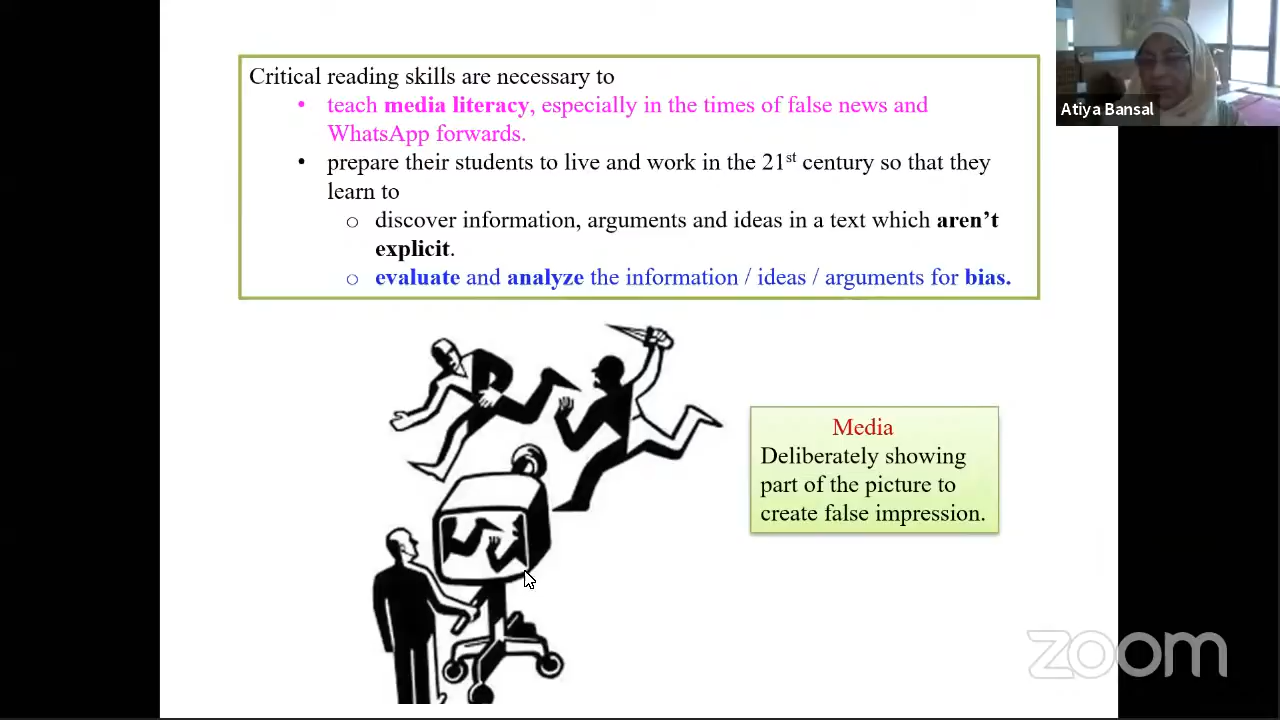 Critical reading skills are necessary to
• teach media literacy, especially in the times of false news and
WhatsApp forwards.
• prepare their students to live and work in the 21st century so that they
learn to
o discover information, arguments and ideas in a text which aren’t
explicit.
o evaluate and analyze the information / ideas / arguments for bias.
Media
Deliberately showing
part of the picture to
create false impression.
Atiya Bansal
zoom